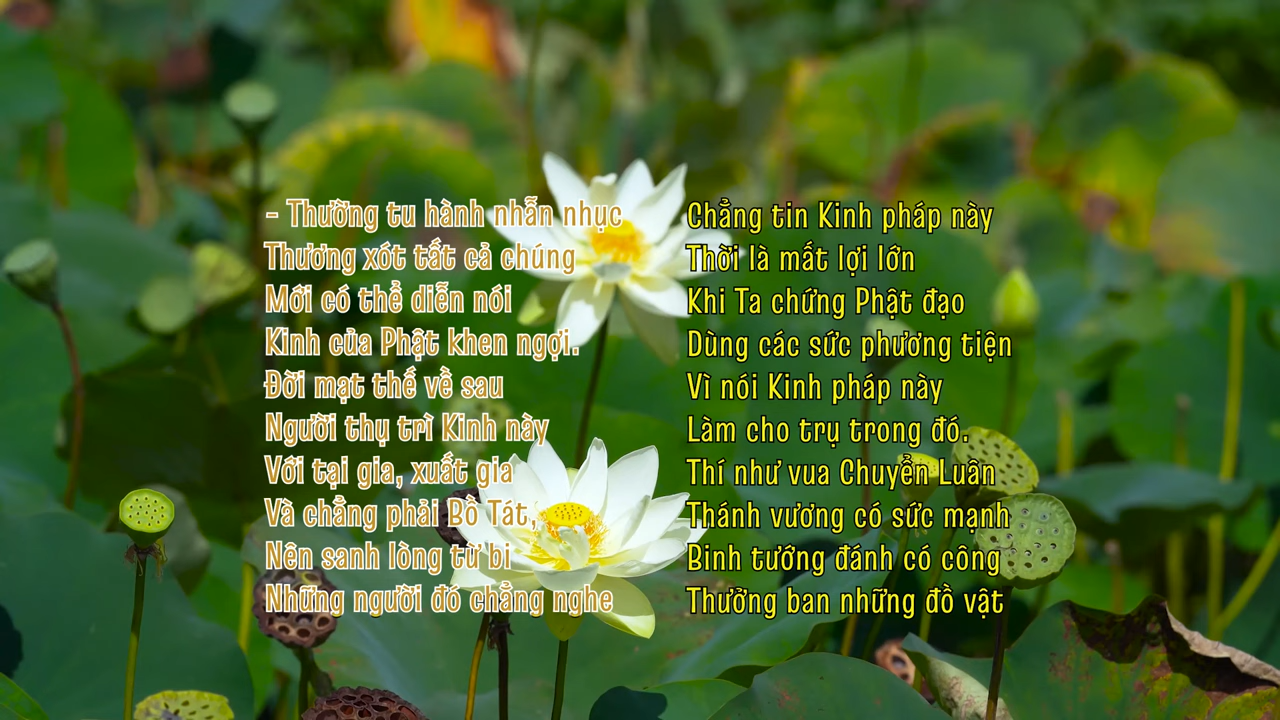 - Thường tu hành nhẫn nhục
Thương xót tất cả chúng
Mới có thể diễn nói
Kinh của Phật khen ngợi.
Đời mạt thế về sau
Người thụ trì Kinh này
Với tại gia, xuất gia
Và chẳng phải Bồ Tát,
Nên sanh lòng từ bi
Những người đó chẳng nghe
Chẳng tin Kinh pháp này
Thời là mất lợi lớn
Khi Ta chứng Phật đạo
Dùng các sức phương tiện
Vì nói Kinh pháp này
Làm cho trụ trong đó.
Thí như vua Chuyển Luân
Thánh vương có sức mạnh
Binh tướng đánh có công
Thưởng ban những đồ vật